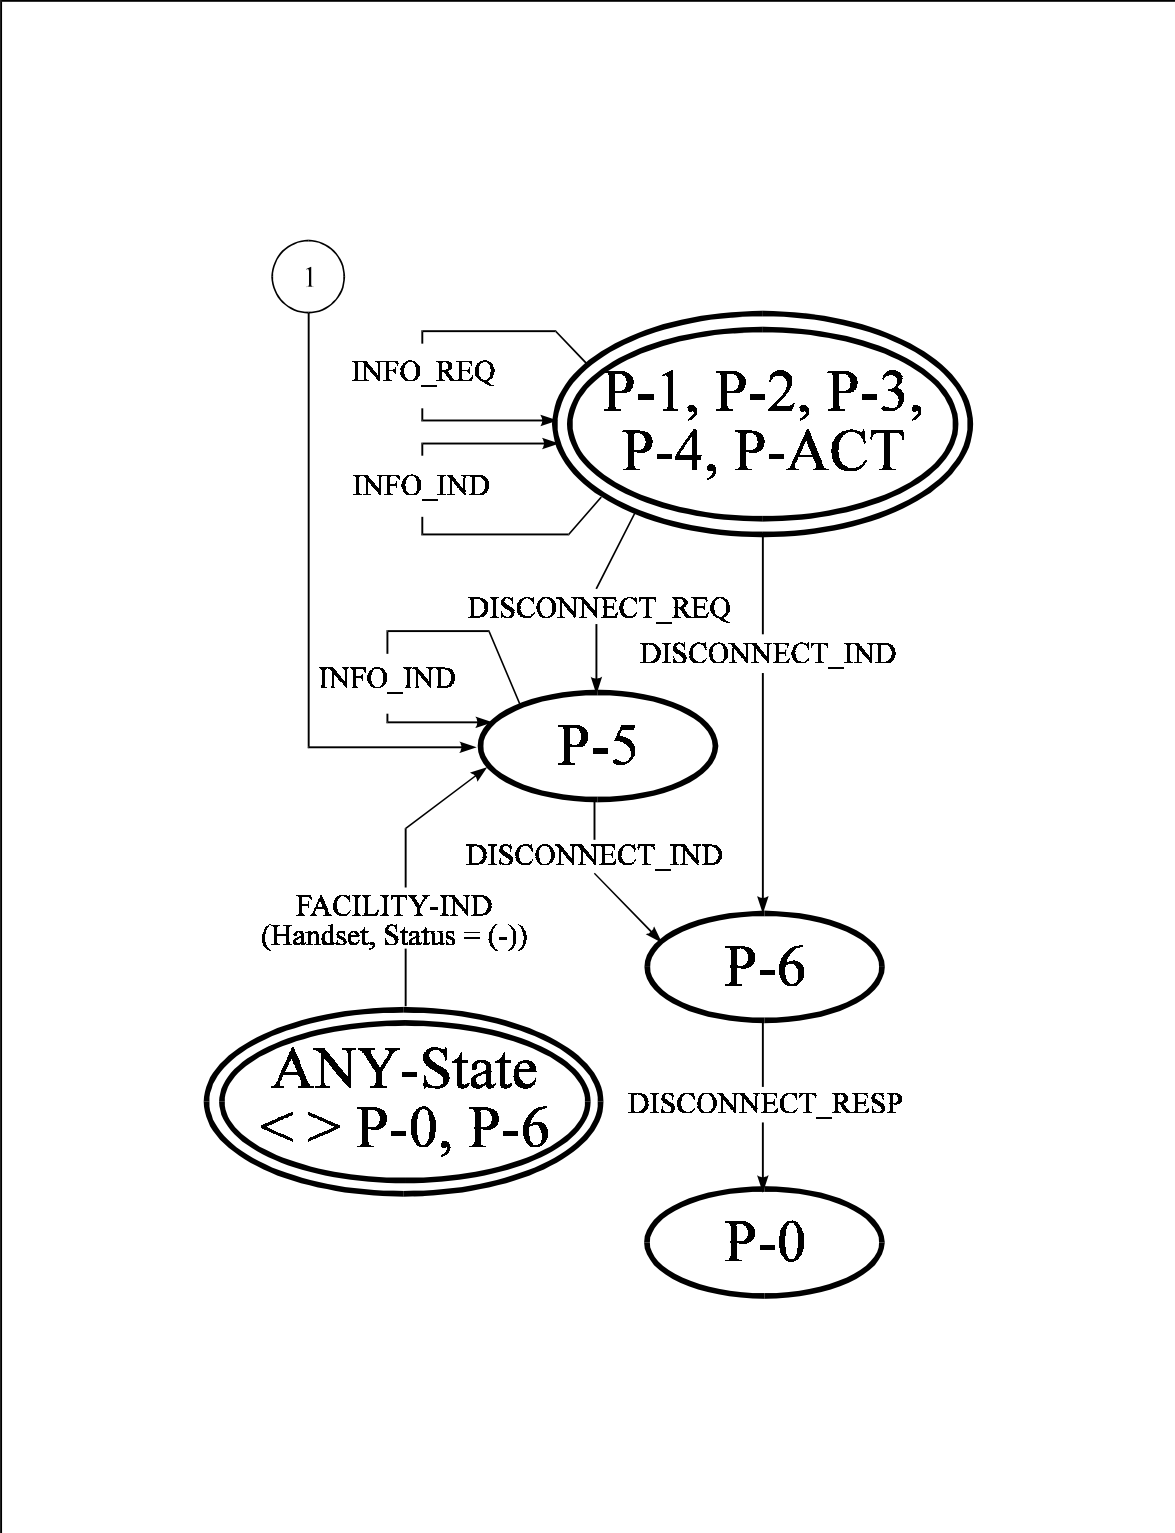 1
INFO_REQ
P-1, P-2, P-3,
P-4, P-ACT
INFO_IND
DISCONNECT_REQ
DISCONNECT_IND
INFO_IND
P-5
DISCONNECT_IND
FACILITY-IND
(Handset, Status = (-))
P-6
ANY-State
< > P-0, P-6
DISCONNECT_RESP
P-0